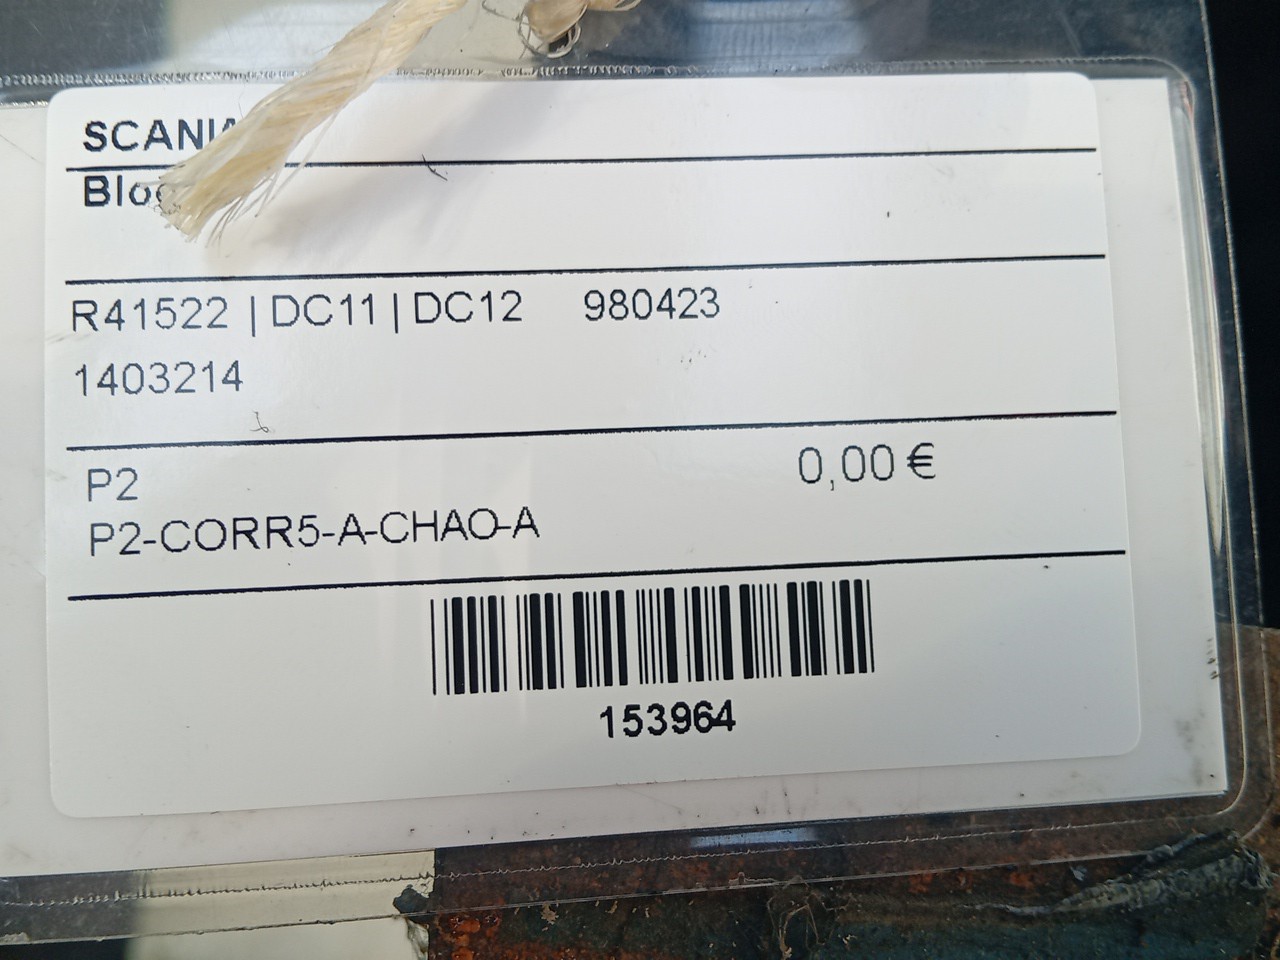 SCANIA
R41522 | DC11 | DC12 980423
1403214
P2 0,00 €
P2-CORR5-A-CHAO-A
153964